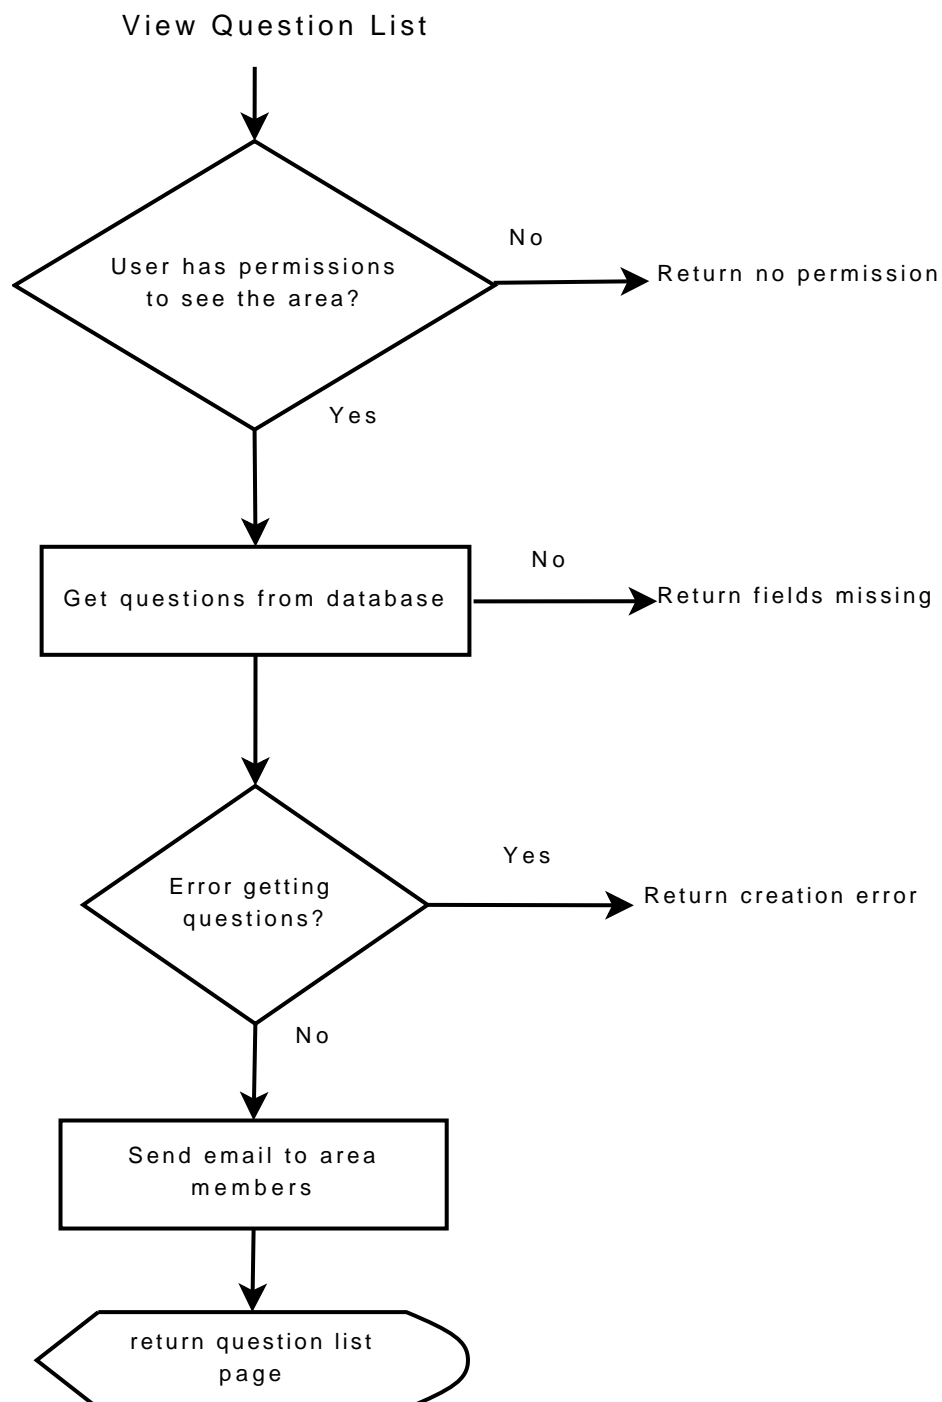 View Question List
No
User has permissions
to see the area?
Return no permission
Yes
No
Get questions from database
Return fields missing
Yes
Error getting
questions?
Return creation error
No
Send email to area
members
return question list
page